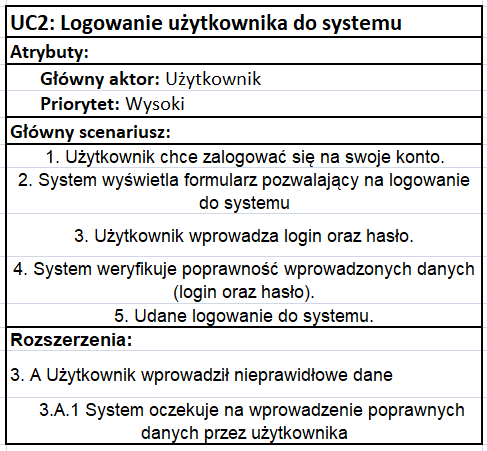 UC2: Logowanie użytkownika do systemu
Atrybuty:
Główny aktor: Użytkownik
Priorytet: Wysoki
Główny scenariusz:
1. Użytkownik chce zalogować się na swoje konto.
2. System wyświetla formularz pozwalający na logowanie
do systemu
3. Użytkownik wprowadza login oraz hasło.
4. System weryfikuje poprawność wprowadzonych danych
(login oraz hasło).
5. Udane logowanie do systemu.
Rozszerzenia:
3. A Użytkownik wprowadził nieprawidłowe dane
3.A.1 System oczekuje na wprowadzenie poprawnych
danych przez użytkownika